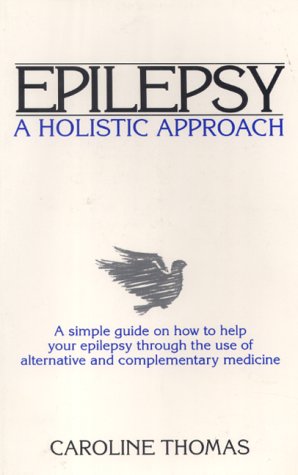 EPILEPSY
A HOLISTIC APPROACH
A simple guide on how to help
your epilepsy through the use of
alternative and complementary medicine
CAROLINE THOMAS